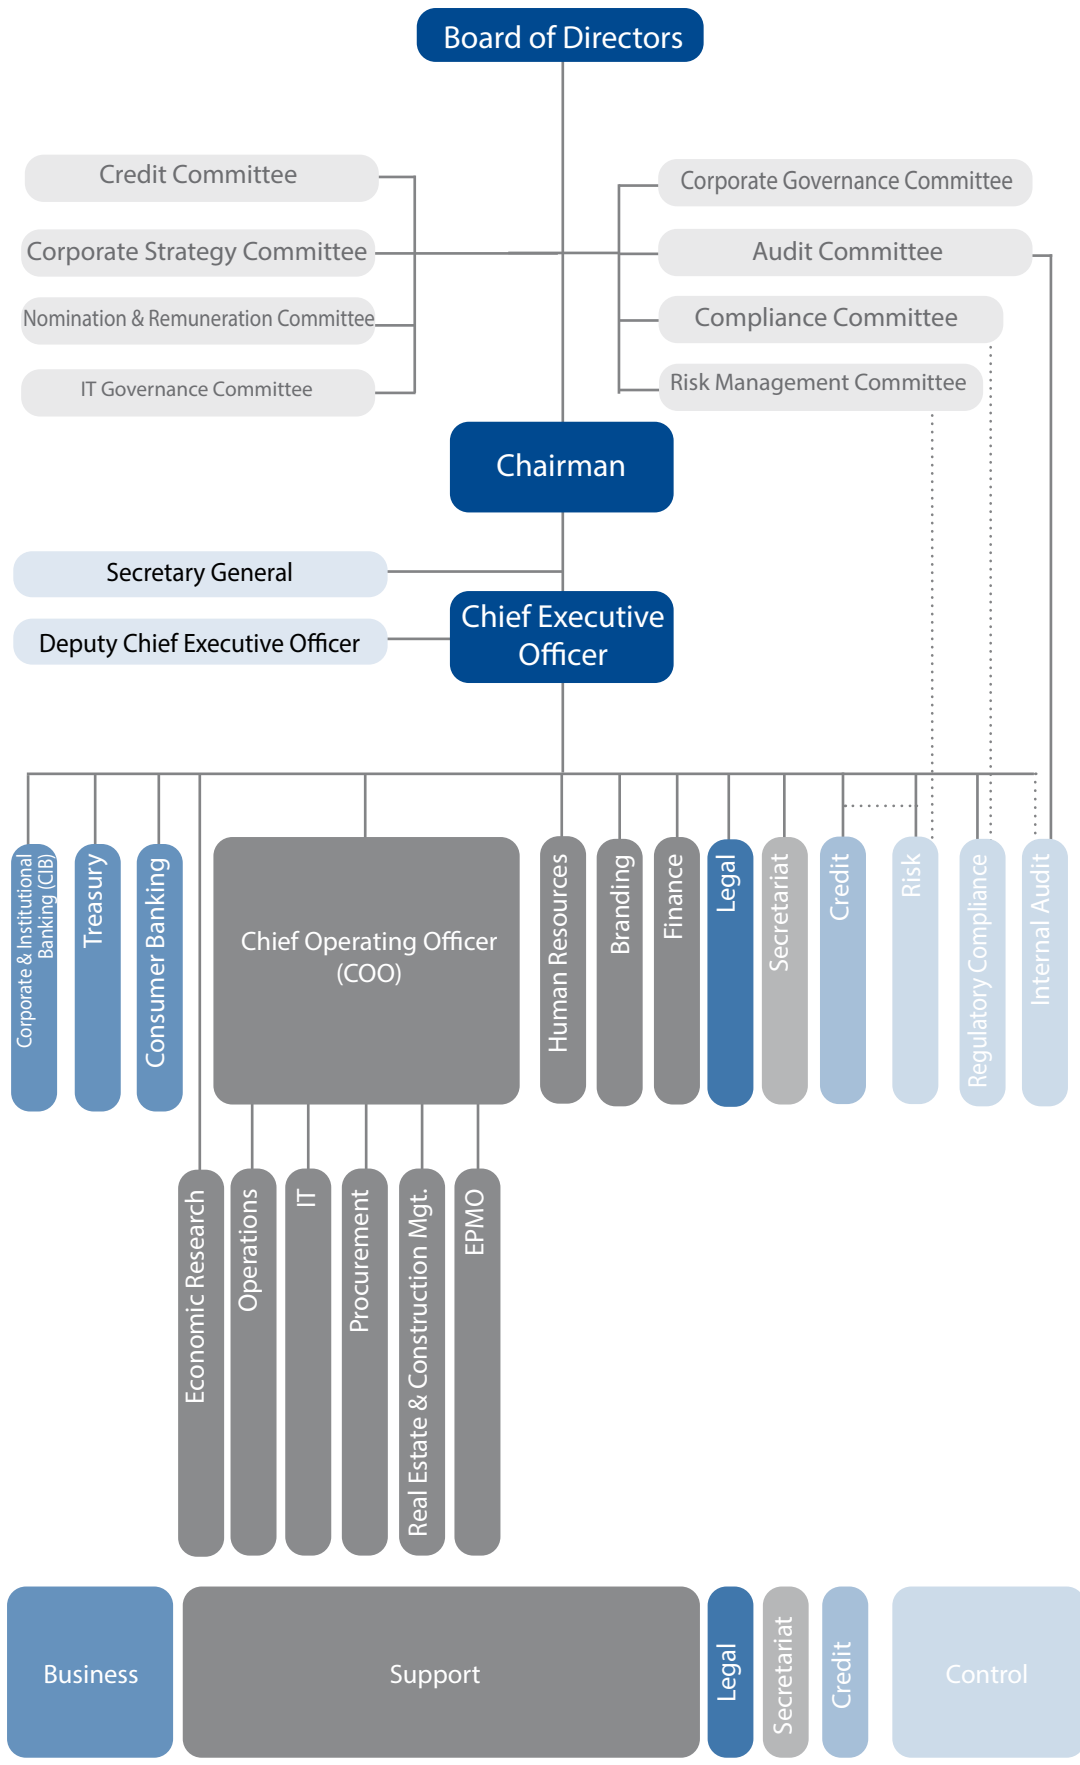 Board of Directors
Credit Committee
Corporate Strategy Committee
Nomination & Remuneration Committee
IT Governance Committee
Corporate Governance Committee
Audit Committee
Compliance Committee
Risk Management Committee
Chairman
Secretary General
Chief Executive
Officer
Deputy Chief Executive Officer
Corporate & Institutional
Banking (CIB)
Treasury
Consumer Banking
Chief Operating Officer
(COO)
Human Resources
Branding
Finance
Legal
Secretariat
Credit
Risk
Regulatory Compliance
Internal Audit
Economic Research
Operations
IT
Procurement
Real Estate & Construction Mgt.
EPMO
Business
Support
Legal
Secretariat
Credit
Control